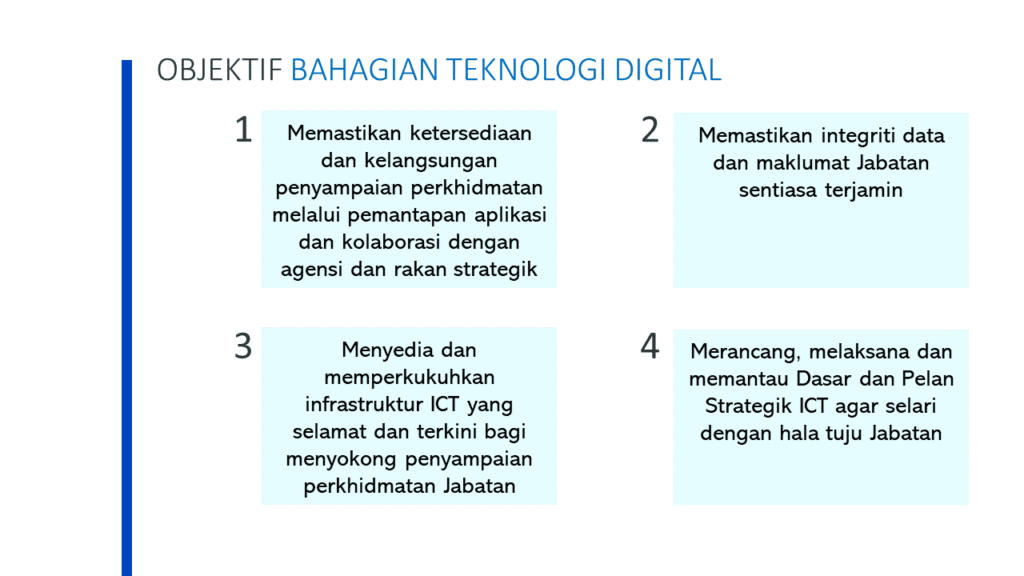 OBJEKTIF BAHAGIAN TEKNOLOGI DIGITAL
1
Memastikan ketersediaan
dan kelangsungan
penyampaian perkhidmatan
melalui pemantapan aplikasi
dan kolaborasi dengan
agensi dan rakan strategik
2
Memastikan integriti data
dan maklumat Jabatan
sentiasa terjamin
3
Menyedia dan
memperkukuhkan
infrastruktur ICT yang
selamat dan terkini bagi
menyokong penyampaian
perkhidmatan Jabatan
4
Merancang, melaksana dan
memantau Dasar dan Pelan
Strategik ICT agar selari
dengan hala tuju Jabatan